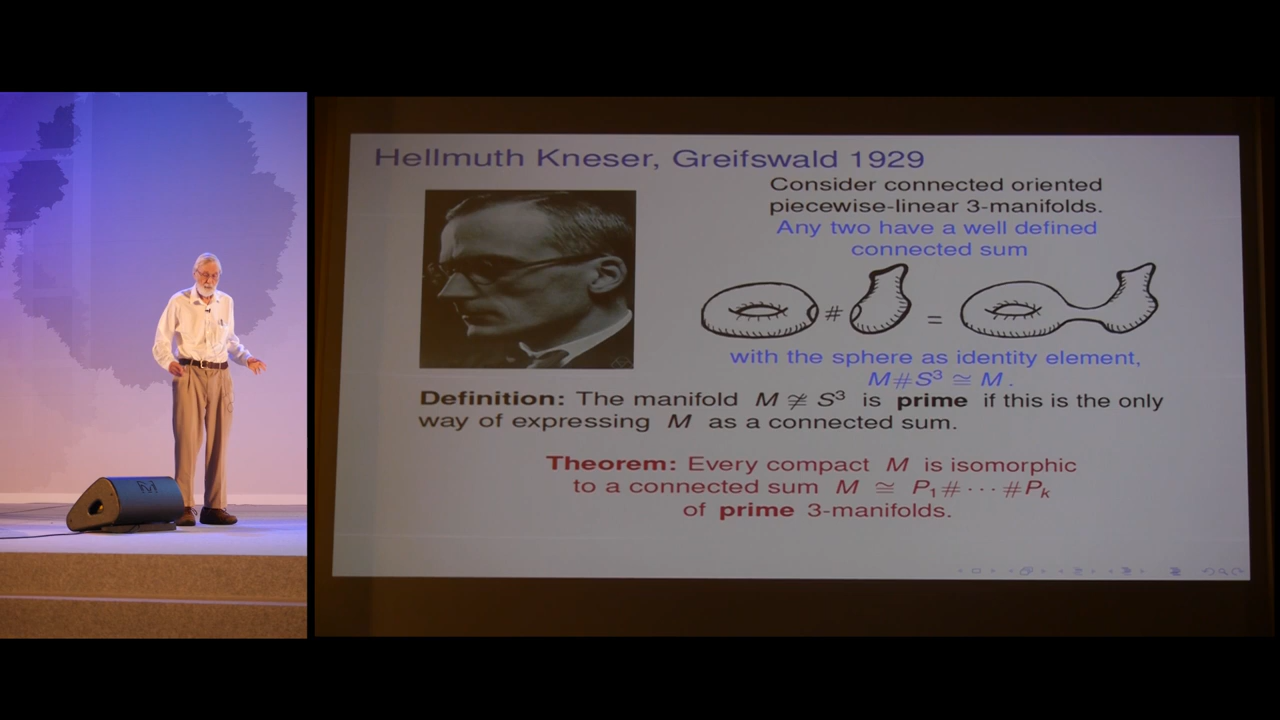 Hellmuth Kneser, Greifswald 1929
Consider connected oriented
piecewise-linear 3-manifolds.
Any two have a well defined
connected sum
# =
with the sphere as identity element,
M#S³ ≅ M .
Definition: The manifold M ≇ S³ is prime if this is the only
way of expressing M as a connected sum.
Theorem: Every compact M is isomorphic
to a connected sum M ≅ P₁# ⋯ #Pₖ
of prime 3-manifolds.